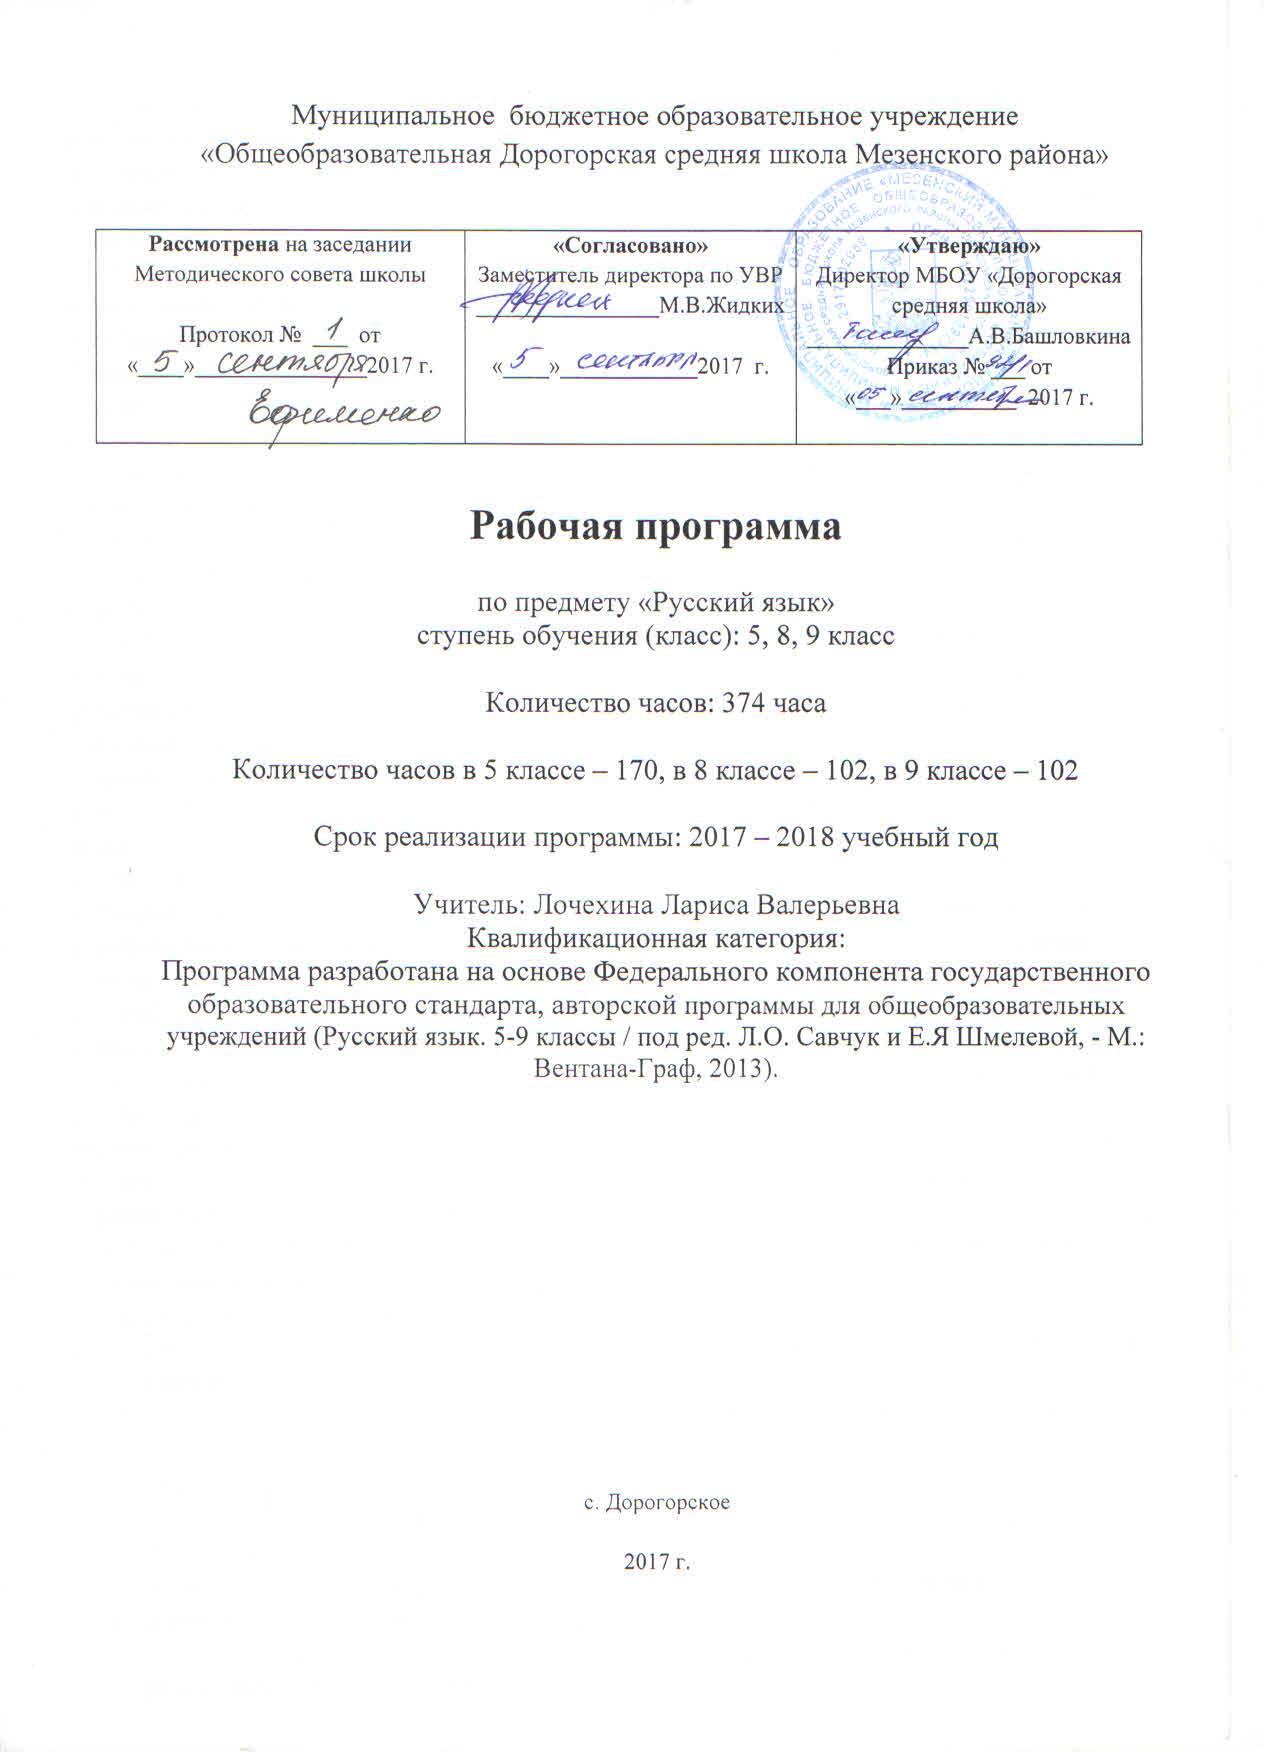 Муниципальное бюджетное образовательное учреждение
«Общеобразовательная Дорогорская средняя школа Мезенского района»
Рассмотрена на заседании
Методического совета школы
Протокол № 1 от
«5» сентября 2017 г.
Ефименко
«Согласовано»
Заместитель директора по УВР
М.В.Жидких
«5» сентября 2017 г.
«Утверждаю»
Директор МБОУ «Дорогорская
средняя школа»
А.В.Башловкина
Приказ № от
«05» сентября 2017 г.
Рабочая программа
по предмету «Русский язык»
ступень обучения (класс): 5, 8, 9 класс
Количество часов: 374 часа
Количество часов в 5 классе – 170, в 8 классе – 102, в 9 классе – 102
Срок реализации программы: 2017 – 2018 учебный год
Учитель: Лочехина Лариса Валерьевна
Квалификационная категория:
Программа разработана на основе Федерального компонента государственного
образовательного стандарта, авторской программы для общеобразовательных
учреждений (Русский язык. 5-9 классы / под ред. Л.О. Савчук и Е.Я Шмелевой, - М.:
Вентана-Граф, 2013).
с. Дорогорское
2017 г.